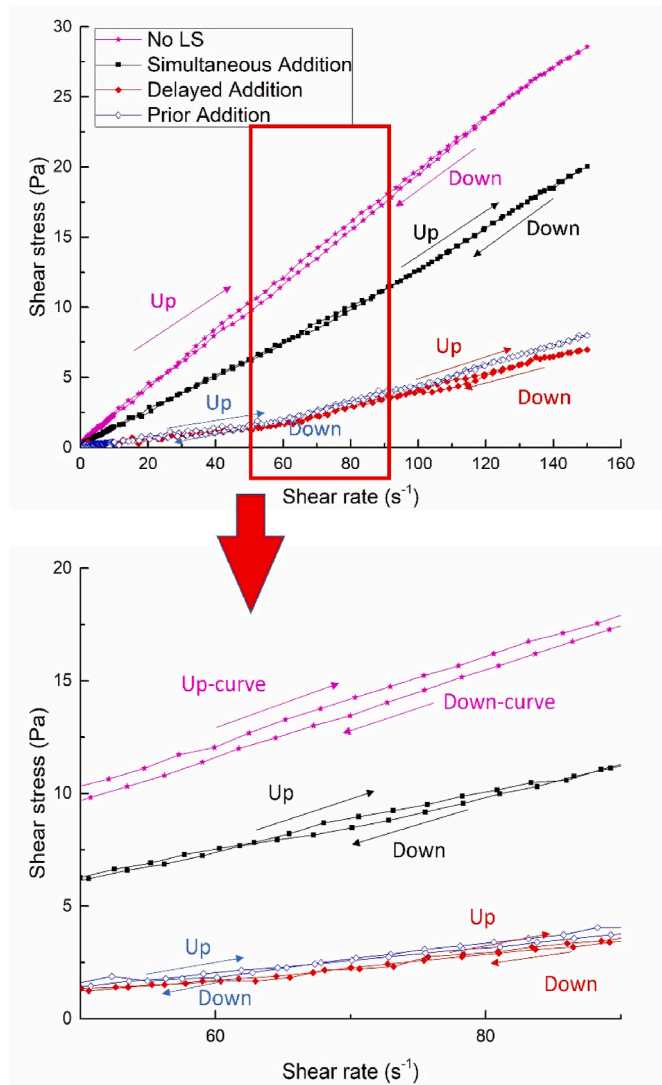 30
No LS
Simultaneous Addition
Delayed Addition
Prior Addition
25
20
15
10
5
0
Shear stress (Pa)
Down
Up
Down
Up
Up
Up
Down
Down
0 20 40 60 80 100 120 140 160
Shear rate (s⁻¹)
20
15
10
5
0
Shear stress (Pa)
Up-curve
Down-curve
Up
Down
Up
Up
Down
Down
60 80
Shear rate (s⁻¹)